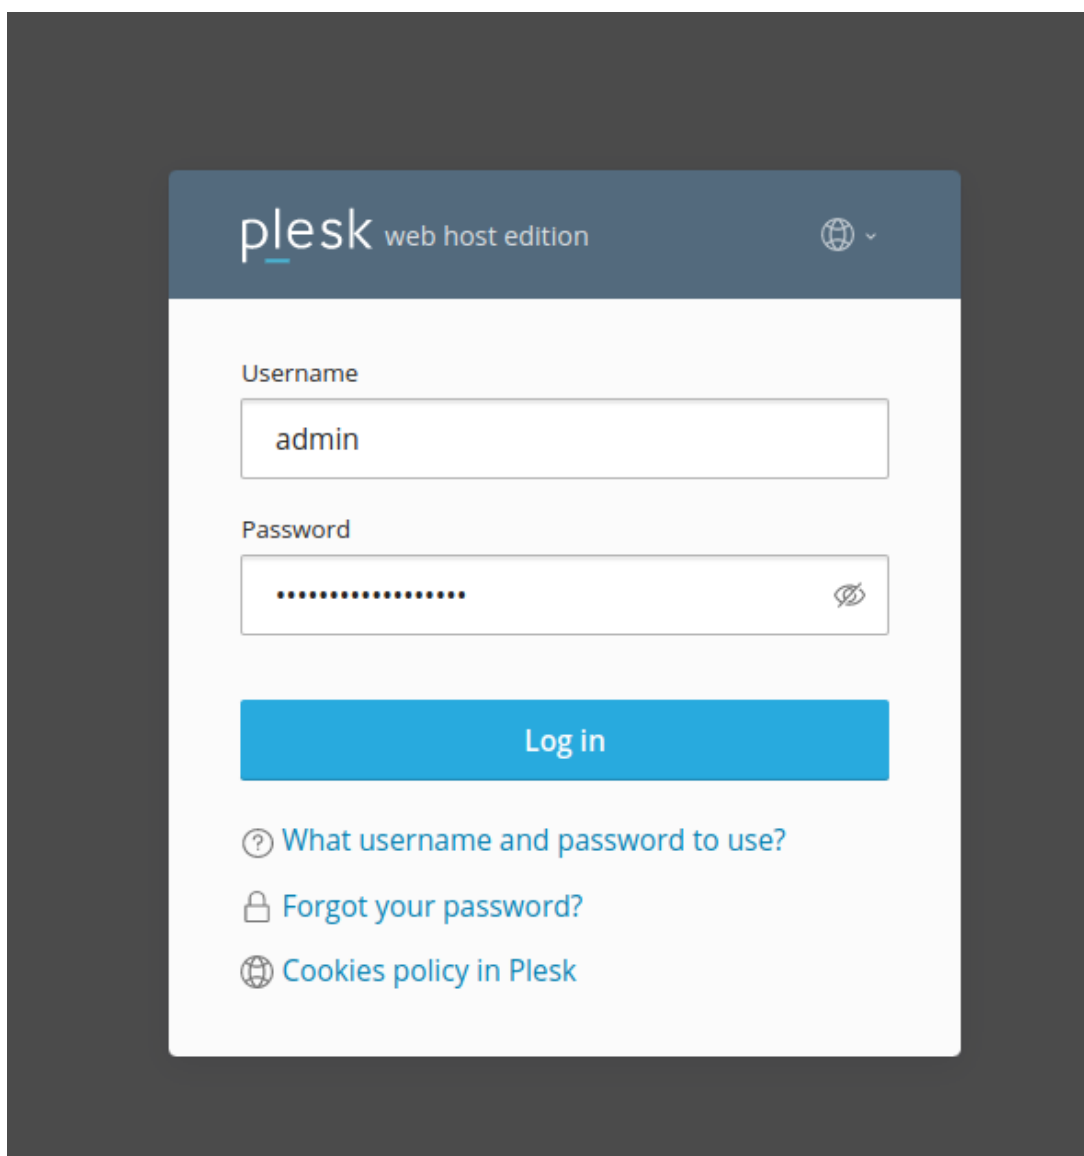 plesk web host edition
Username
admin
Password
••••••••••••••••••
Log in
What username and password to use?
Forgot your password?
Cookies policy in Plesk